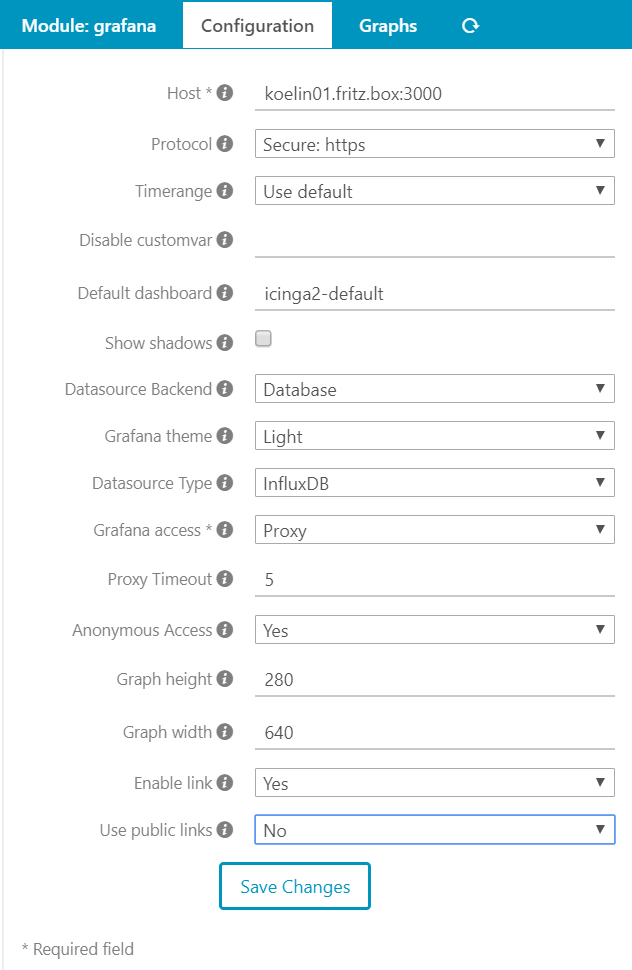 Module: grafana Configuration Graphs
Host * koelin01.fritz.box:3000
Protocol Secure: https
Timerange Use default
Disable customvar
Default dashboard icinga2-default
Show shadows
Datasource Backend Database
Grafana theme Light
Datasource Type InfluxDB
Grafana access * Proxy
Proxy Timeout 5
Anonymous Access Yes
Graph height 280
Graph width 640
Enable link Yes
Use public links No
Save Changes
* Required field